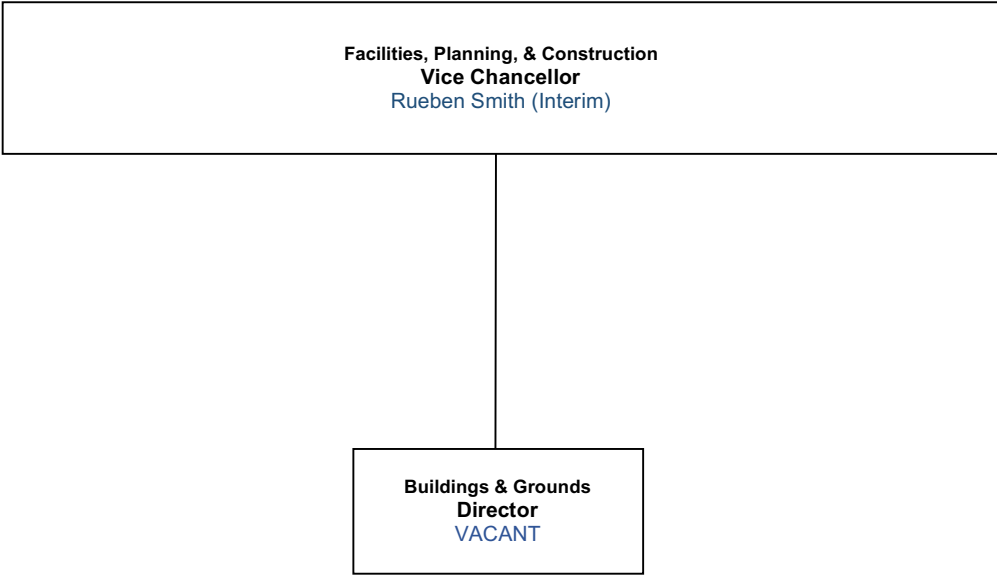 Facilities, Planning, & Construction
Vice Chancellor
Rueben Smith (Interim)
Buildings & Grounds
Director
VACANT